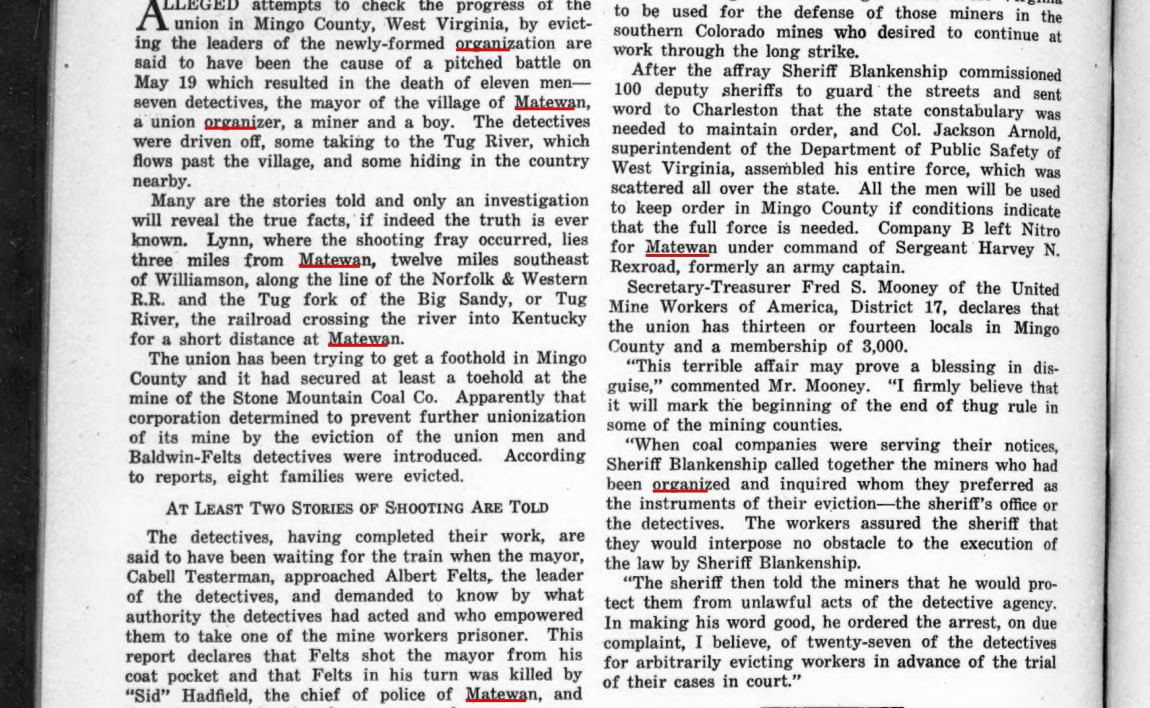 ALLEGED attempts to check the progress of the
union in Mingo County, West Virginia, by evict-
ing the leaders of the newly-formed organization are
said to have been the cause of a pitched battle on
May 19 which resulted in the death of eleven men—
seven detectives, the mayor of the village of Matewan,
a union organizer, a miner and a boy. The detectives
were driven off, some taking to the Tug River, which
flows past the village, and some hiding in the country
nearby.
Many are the stories told and only an investigation
will reveal the true facts, if indeed the truth is ever
known. Lynn, where the shooting fray occurred, lies
three miles from Matewan, twelve miles southeast
of Williamson, along the line of the Norfolk & Western
R.R. and the Tug fork of the Big Sandy, or Tug
River, the railroad crossing the river into Kentucky
for a short distance at Matewan.
The union has been trying to get a foothold in Mingo
County and it had secured at least a toehold at the
mine of the Stone Mountain Coal Co. Apparently that
corporation determined to prevent further unionization
of its mine by the eviction of the union men and
Baldwin-Felts detectives were introduced. According
to reports, eight families were evicted.
AT LEAST TWO STORIES OF SHOOTING ARE TOLD
The detectives, having completed their work, are
said to have been waiting for the train when the mayor,
Cabell Testerman, approached Albert Felts, the leader
of the detectives, and demanded to know by what
authority the detectives had acted and who empowered
them to take one of the mine workers prisoner. This
report declares that Felts shot the mayor from his
coat pocket and that Felts in his turn was killed by
"Sid" Hadfield, the chief of police of Matewan, and
to be used for the defense of those miners in the
southern Colorado mines who desired to continue at
work through the long strike.
After the affray Sheriff Blankenship commissioned
100 deputy sheriffs to guard the streets and sent
word to Charleston that the state constabulary was
needed to maintain order, and Col. Jackson Arnold,
superintendent of the Department of Public Safety of
West Virginia, assembled his entire force, which was
scattered all over the state. All the men will be used
to keep order in Mingo County if conditions indicate
that the full force is needed. Company B left Nitro
for Matewan under command of Sergeant Harvey N.
Rexroad, formerly an army captain.
Secretary-Treasurer Fred S. Mooney of the United
Mine Workers of America, District 17, declares that
the union has thirteen or fourteen locals in Mingo
County and a membership of 3,000.
"This terrible affair may prove a blessing in dis-
guise," commented Mr. Mooney. "I firmly believe that
it will mark the beginning of the end of thug rule in
some of the mining counties.
"When coal companies were serving their notices,
Sheriff Blankenship called together the miners who had
been organized and inquired whom they preferred as
the instruments of their eviction—the sheriff's office or
the detectives. The workers assured the sheriff that
they would interpose no obstacle to the execution of
the law by Sheriff Blankenship.
"The sheriff then told the miners that he would pro-
tect them from unlawful acts of the detective agency.
In making his word good, he ordered the arrest, on due
complaint, I believe, of twenty-seven of the detectives
for arbitrarily evicting workers in advance of the trial
of their cases in court."